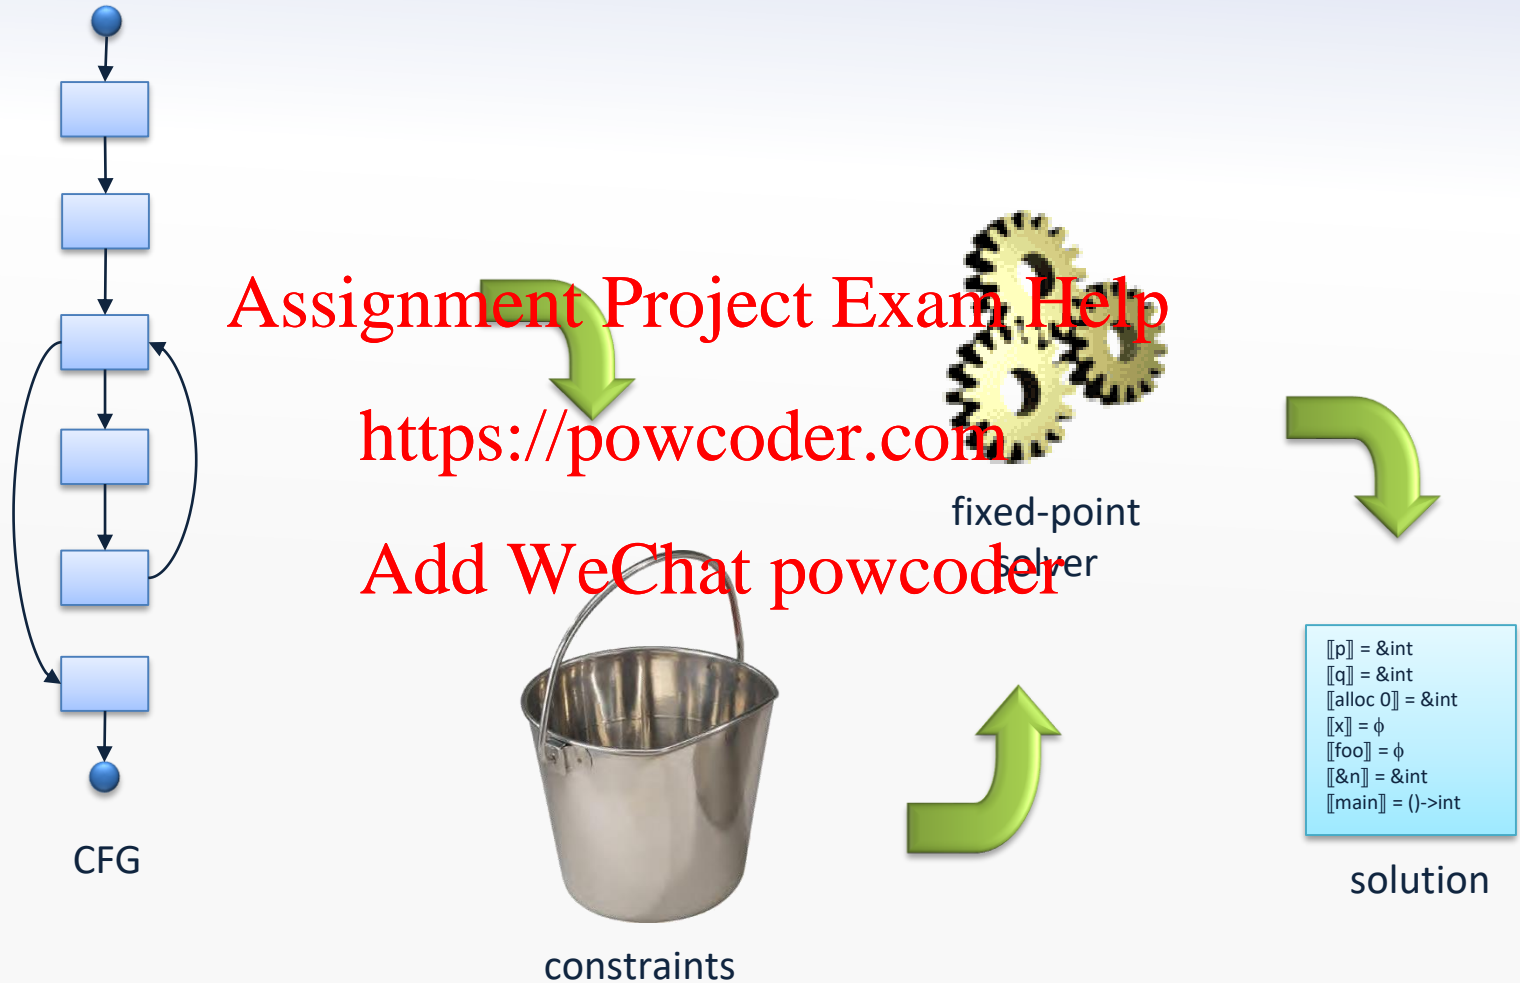 Assignment Project Exam Help
https://powcoder.com
fixed-point
solver
Add WeChat powcoder
⟦p⟧ = &int
⟦q⟧ = &int
⟦alloc 0⟧ = &int
⟦x⟧ = ϕ
⟦foo⟧ = ϕ
⟦&n⟧ = &int
⟦main⟧ = ()->int
CFG
solution
constraints